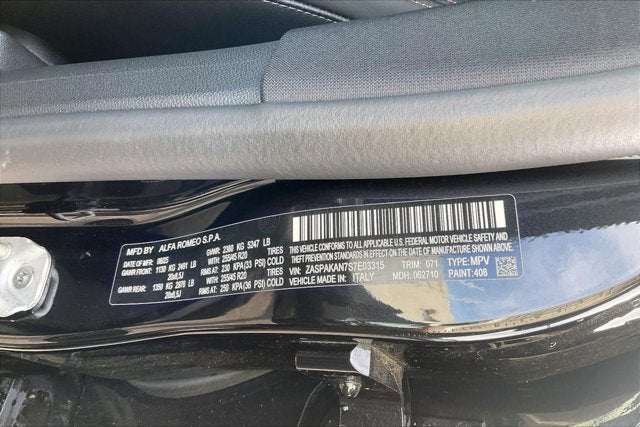 MFD BY: ALFA ROMEO S.P.A.
DATE OF MFR: 09/25 GVWR: 2380 KG 5247 LB
GAWR FRONT: 1130 KG 2491 LB WITH: 255/45 R20 TIRES
20x8,5J RIMS AT: 230 KPA(33 PSI) COLD
GAWR REAR: 1350 KG 2976 LB WITH: 255/45 R20 TIRES
20x8,5J RIMS AT: 250 KPA(36 PSI) COLD
THIS VEHICLE CONFORMS TO ALL APPLICABLE U.S. FEDERAL MOTOR VEHICLE SAFETY, BUMPER, AND THEFT
PREVENTION STANDARDS IN EFFECT ON THE DATE OF MANUFACTURE SHOWN ABOVE
VIN: ZASPAKAN7S7E03315 TRIM: 071 TYPE: MPV
VEHICLE MADE IN: ITALY MDH: 062710 PAINT: 408